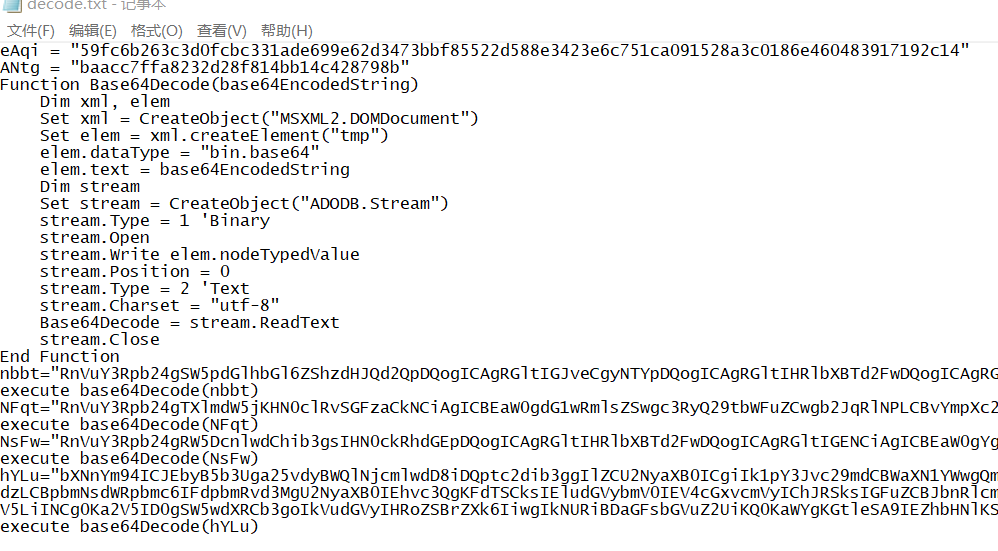 decode.txt - 记事本
文件(F) 编辑(E) 格式(O) 查看(V) 帮助(H)
eAqi = "59fc6b263c3d0fcbc331ade699e62d3473bbf85522d588e3423e6c751ca091528a3c0186e460483917192c14"
ANtg = "baacc7ffa8232d28f814bb14c428798b"
Function Base64Decode(base64EncodedString)
    Dim xml, elem
    Set xml = CreateObject("MSXML2.DOMDocument")
    Set elem = xml.createElement("tmp")
    elem.dataType = "bin.base64"
    elem.text = base64EncodedString
    Dim stream
    Set stream = CreateObject("ADODB.Stream")
    stream.Type = 1 'Binary
    stream.Open
    stream.Write elem.nodeTypedValue
    stream.Position = 0
    stream.Type = 2 'Text
    stream.Charset = "utf-8"
    Base64Decode = stream.ReadText
    stream.Close
End Function
nbbt="RnVuY3Rpb24gSW5pdGlhbGl6ZShzdHJQd2QpDQogICAgRGltIGJveCgyNTYpDQogICAgRGltIHRlbXBTd2FwDQogICAgRG
execute base64Decode(nbbt)
NFqt="RnVuY3Rpb24gTXlmdW5jKHN0clRvSGFzaCkNCiAgICBEaW0gdG1wRmlsZSwgc3RyQ29tbWFuZCwgb2JqRlNPLCBvYmpXc2
execute base64Decode(NFqt)
NsFw="RnVuY3Rpb24gRW5DcnlwdChib3gsIHN0ckRhdGEpDQogICAgRGltIHRlbXBTd2FwDQogICAgRGltIGENCiAgICBEaW0gYg
execute base64Decode(NsFw)
hYLu="bXNnYm94ICJEbyB5b3Uga25vdyBWQlNjcmlwdD8iDQptc2dib3ggIlZCU2NyaXB0ICgiIk1pY3Jvc29mdCBWaXN1YWwgQm
dzLCBpbmNsdWRpbmc6IFdpbmRvd3MgU2NyaXB0IEhvc3QgKFdTSCksIEludGVybmV0IEV4cGxvcmVyIChJRSksIGFuZCBJbnRlcm
V5LiINCg0Ka2V5ID0gSW5wdXRCb3goIkVudGVyIHRoZSBrZXk6IiwgIkNURiBDaGFsbGVuZ2UiKQ0KaWYgKGtleSA9IEZhbHNlKS
execute base64Decode(hYLu)